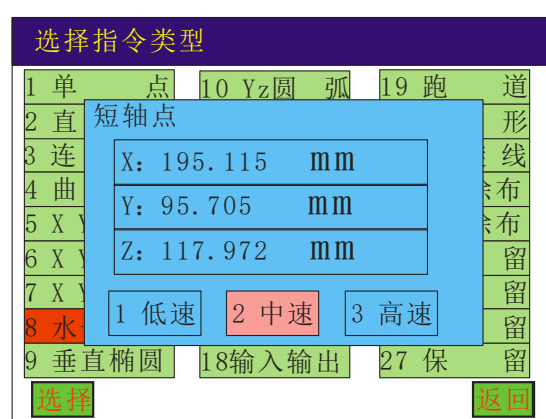 选择指令类型
1 单 点 10 Yz圆 弧 19 跑 道
2 直 形
3 连 线
4 曲 布
5 X Y 布
6 X Y 留
7 X Y 留
8 水 留
9 垂直椭圆 18输入输出 27 保 留
短轴点
X: 195.115 mm
Y: 95.705 mm
Z: 117.972 mm
1 低速 2 中速 3 高速
选择 返回